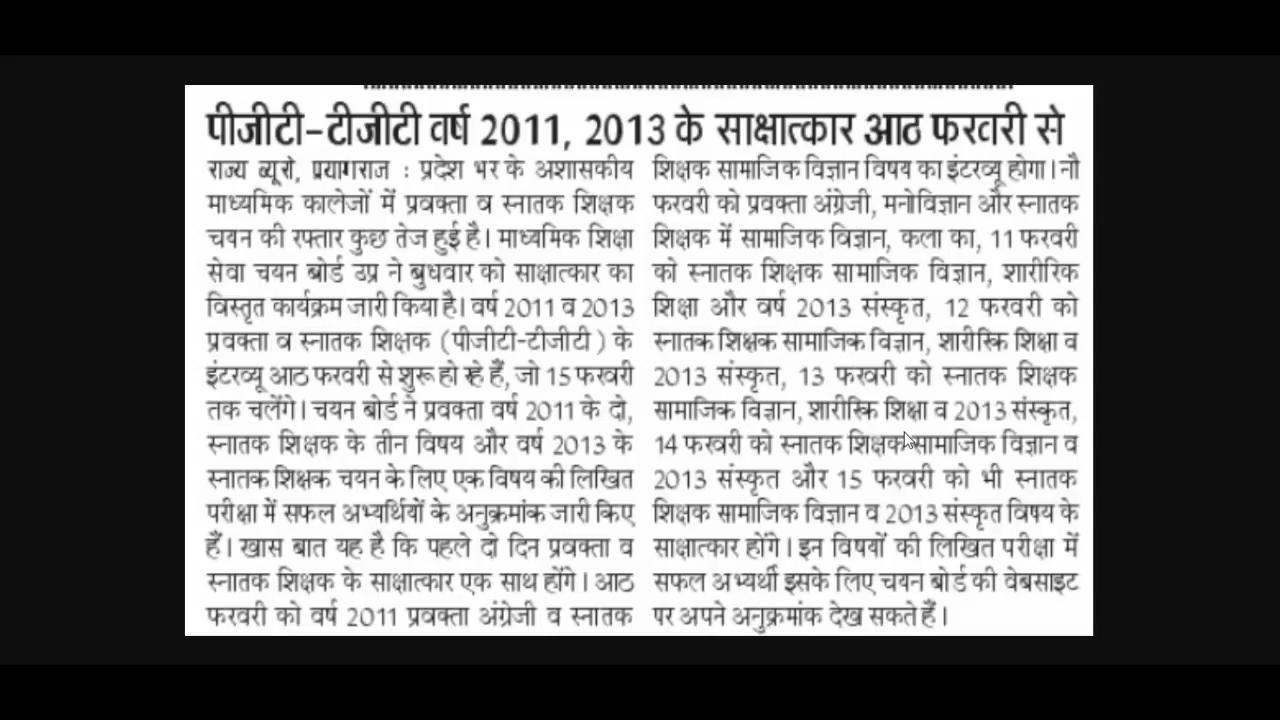 पीजीटी-टीजीटी वर्ष 2011, 2013 के साक्षात्कार आठ फरवरी से
राज्य ब्यूरो, प्रयागराज : प्रदेश भर के अशासकीय
माध्यमिक कालेजों में प्रवक्ता व स्नातक शिक्षक
चयन की रफ्तार कुछ तेज हुई है। माध्यमिक शिक्षा
सेवा चयन बोर्ड उप्र ने बुधवार को साक्षात्कार का
विस्तृत कार्यक्रम जारी किया है। वर्ष 2011 व 2013
प्रवक्ता व स्नातक शिक्षक (पीजीटी-टीजीटी) के
इंटरव्यू आठ फरवरी से शुरू हो रहे हैं, जो 15 फरवरी
तक चलेंगे। चयन बोर्ड ने प्रवक्ता वर्ष 2011 के दो,
स्नातक शिक्षक के तीन विषय और वर्ष 2013 के
स्नातक शिक्षक चयन के लिए एक विषय की लिखित
परीक्षा में सफल अभ्यर्थियों के अनुक्रमांक जारी किए
हैं। खास बात यह है कि पहले दो दिन प्रवक्ता व
स्नातक शिक्षक के साक्षात्कार एक साथ होंगे। आठ
फरवरी को वर्ष 2011 प्रवक्ता अंग्रेजी व स्नातक
शिक्षक सामाजिक विज्ञान विषय का इंटरव्यू होगा। नौ
फरवरी को प्रवक्ता अंग्रेजी, मनोविज्ञान और स्नातक
शिक्षक में सामाजिक विज्ञान, कला का, 11 फरवरी
को स्नातक शिक्षक सामाजिक विज्ञान, शारीरिक
शिक्षा और वर्ष 2013 संस्कृत, 12 फरवरी को
स्नातक शिक्षक सामाजिक विज्ञान, शारीरिक शिक्षा व
2013 संस्कृत, 13 फरवरी को स्नातक शिक्षक
सामाजिक विज्ञान, शारीरिक शिक्षा व 2013 संस्कृत,
14 फरवरी को स्नातक शिक्षक सामाजिक विज्ञान व
2013 संस्कृत और 15 फरवरी को भी स्नातक
शिक्षक सामाजिक विज्ञान व 2013 संस्कृत विषय के
साक्षात्कार होंगे। इन विषयों की लिखित परीक्षा में
सफल अभ्यर्थी इसके लिए चयन बोर्ड की वेबसाइट
पर अपने अनुक्रमांक देख सकते हैं।